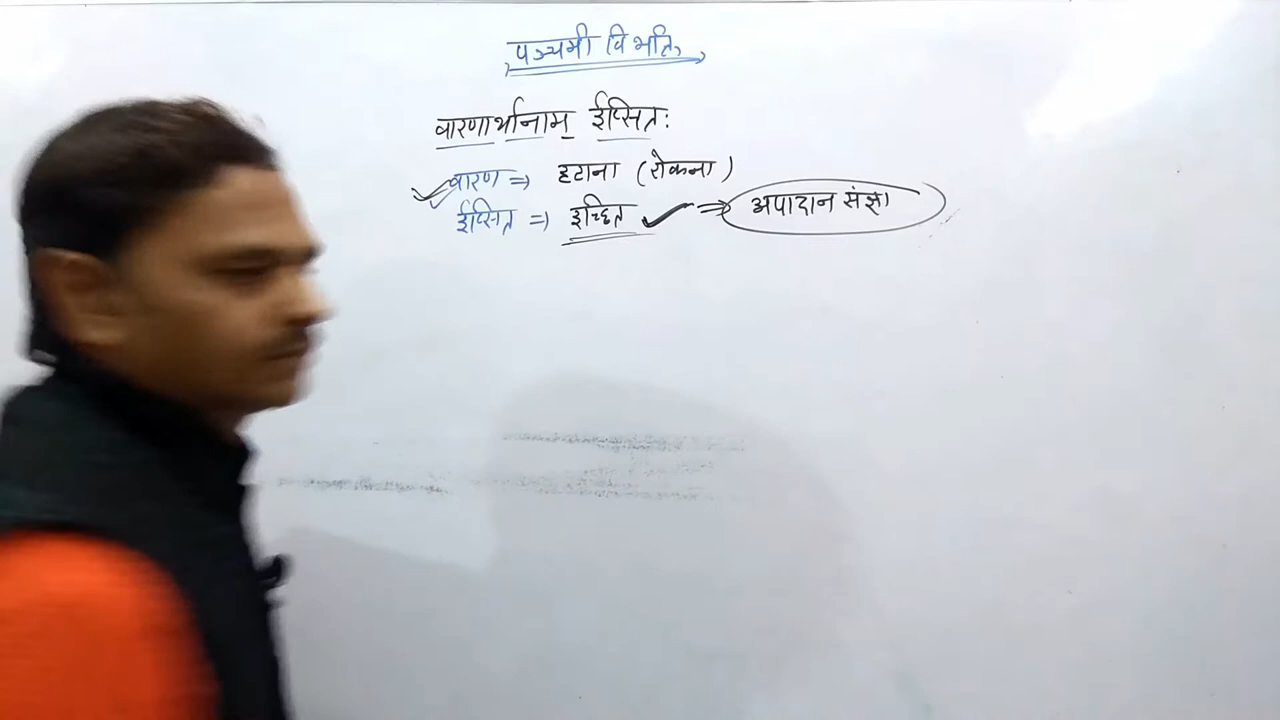 पञ्चमी विभक्ति
वारणार्थानाम् ईप्सितः
वारण => हटाना (रोकना)
ईप्सित => इच्छित => अपादान संज्ञा